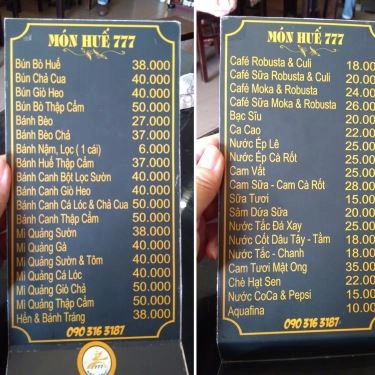 MÓN HUẾ 777
Bún Bò Huế 38.000
Bún Chả Cua 40.000
Bún Giò Heo 40.000
Bún Bò Thập Cẩm 50.000
Bánh Bèo 27.000
Bánh Bèo Chả 37.000
Bánh Nậm, Lọc ( 1 cái) 6.000
Bánh Huế Thập Cẩm 37.000
Bánh Canh Bột Lọc Sườn 40.000
Bánh Canh Giò Heo 40.000
Bánh Canh Cá Lóc & Chả Cua 50.000
Bánh Canh Thập Cẩm 50.000
Mì Quảng Sườn 38.000
Mì Quảng Gà 40.000
Mì Quảng Sườn & Tôm 40.000
Mì Quảng Cá Lóc 40.000
Mì Quảng Giò Chả 50.000
Mì Quảng Thập Cẩm 50.000
Hến & Bánh Tráng 38.000
090 316 3187
777
MÓN HUẾ 777
Café Robusta & Culi 18.00
Café Sữa Robusta & Culi 20.00
Café Moka & Robusta 24.00
Café Sữa Moka & Robusta 26.00
Bạc Sĩu 20.00
Ca Cao 22.00
Nước Ép Lê 25.00
Nước Ép Cà Rốt 25.00
Cam Vắt 25.00
Cam Sữa - Cam Cà Rốt 28.00
Sữa Tươi 15.00
Sâm Dứa Sữa 20.00
Nước Tắc Đá Xay 25.00
Nước Cốt Dâu Tây - Tằm 18.00
Nước Tắc - Chanh 18.00
Cam Tươi Mật Ong 35.00
Chè Hạt Sen 22.00
Nước CoCa & Pepsi 15.00
Aquafina 10.00
090 316 3187